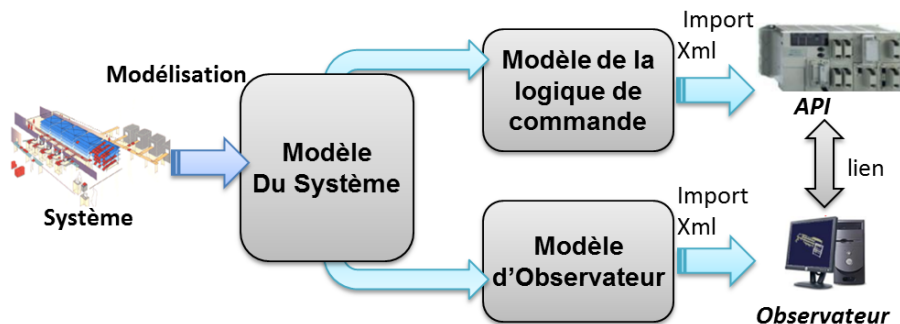 Modélisation
Système
Modèle
Du Système
Modèle de la
logique de
commande
Import
Xml
API
lien
Modèle
d'Observateur
Import
Xml
Observateur